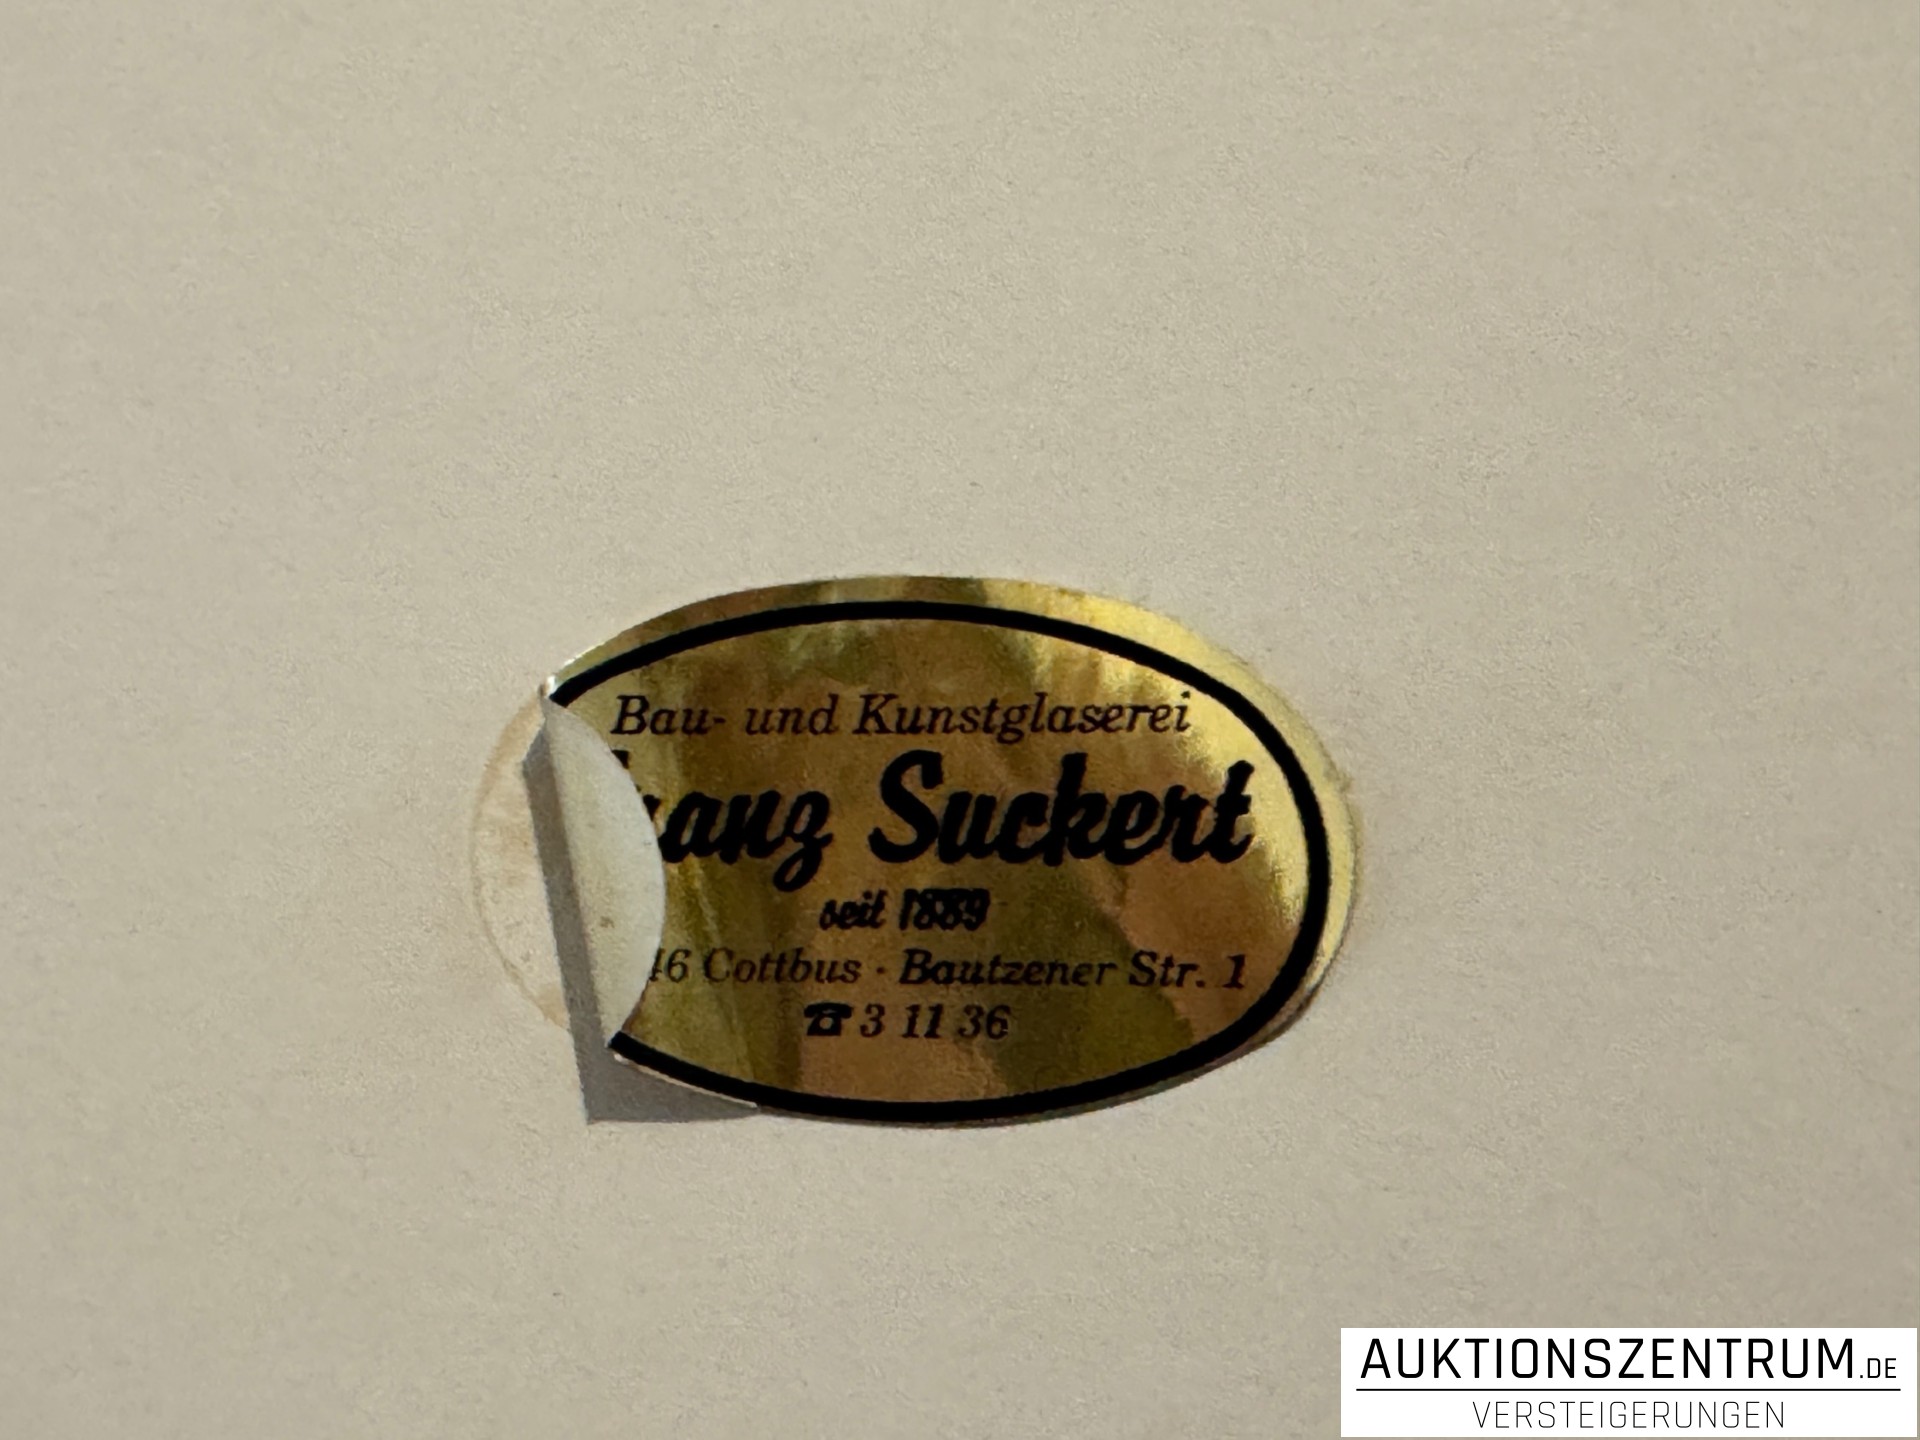 Bau- und Kunstglaserei
anz Suckert
seit 1889
46 Cottbus · Bautzener Str. 1
☎ 3 11 36
AUKTIONSZENTRUM.DE
VERSTEIGERUNGEN